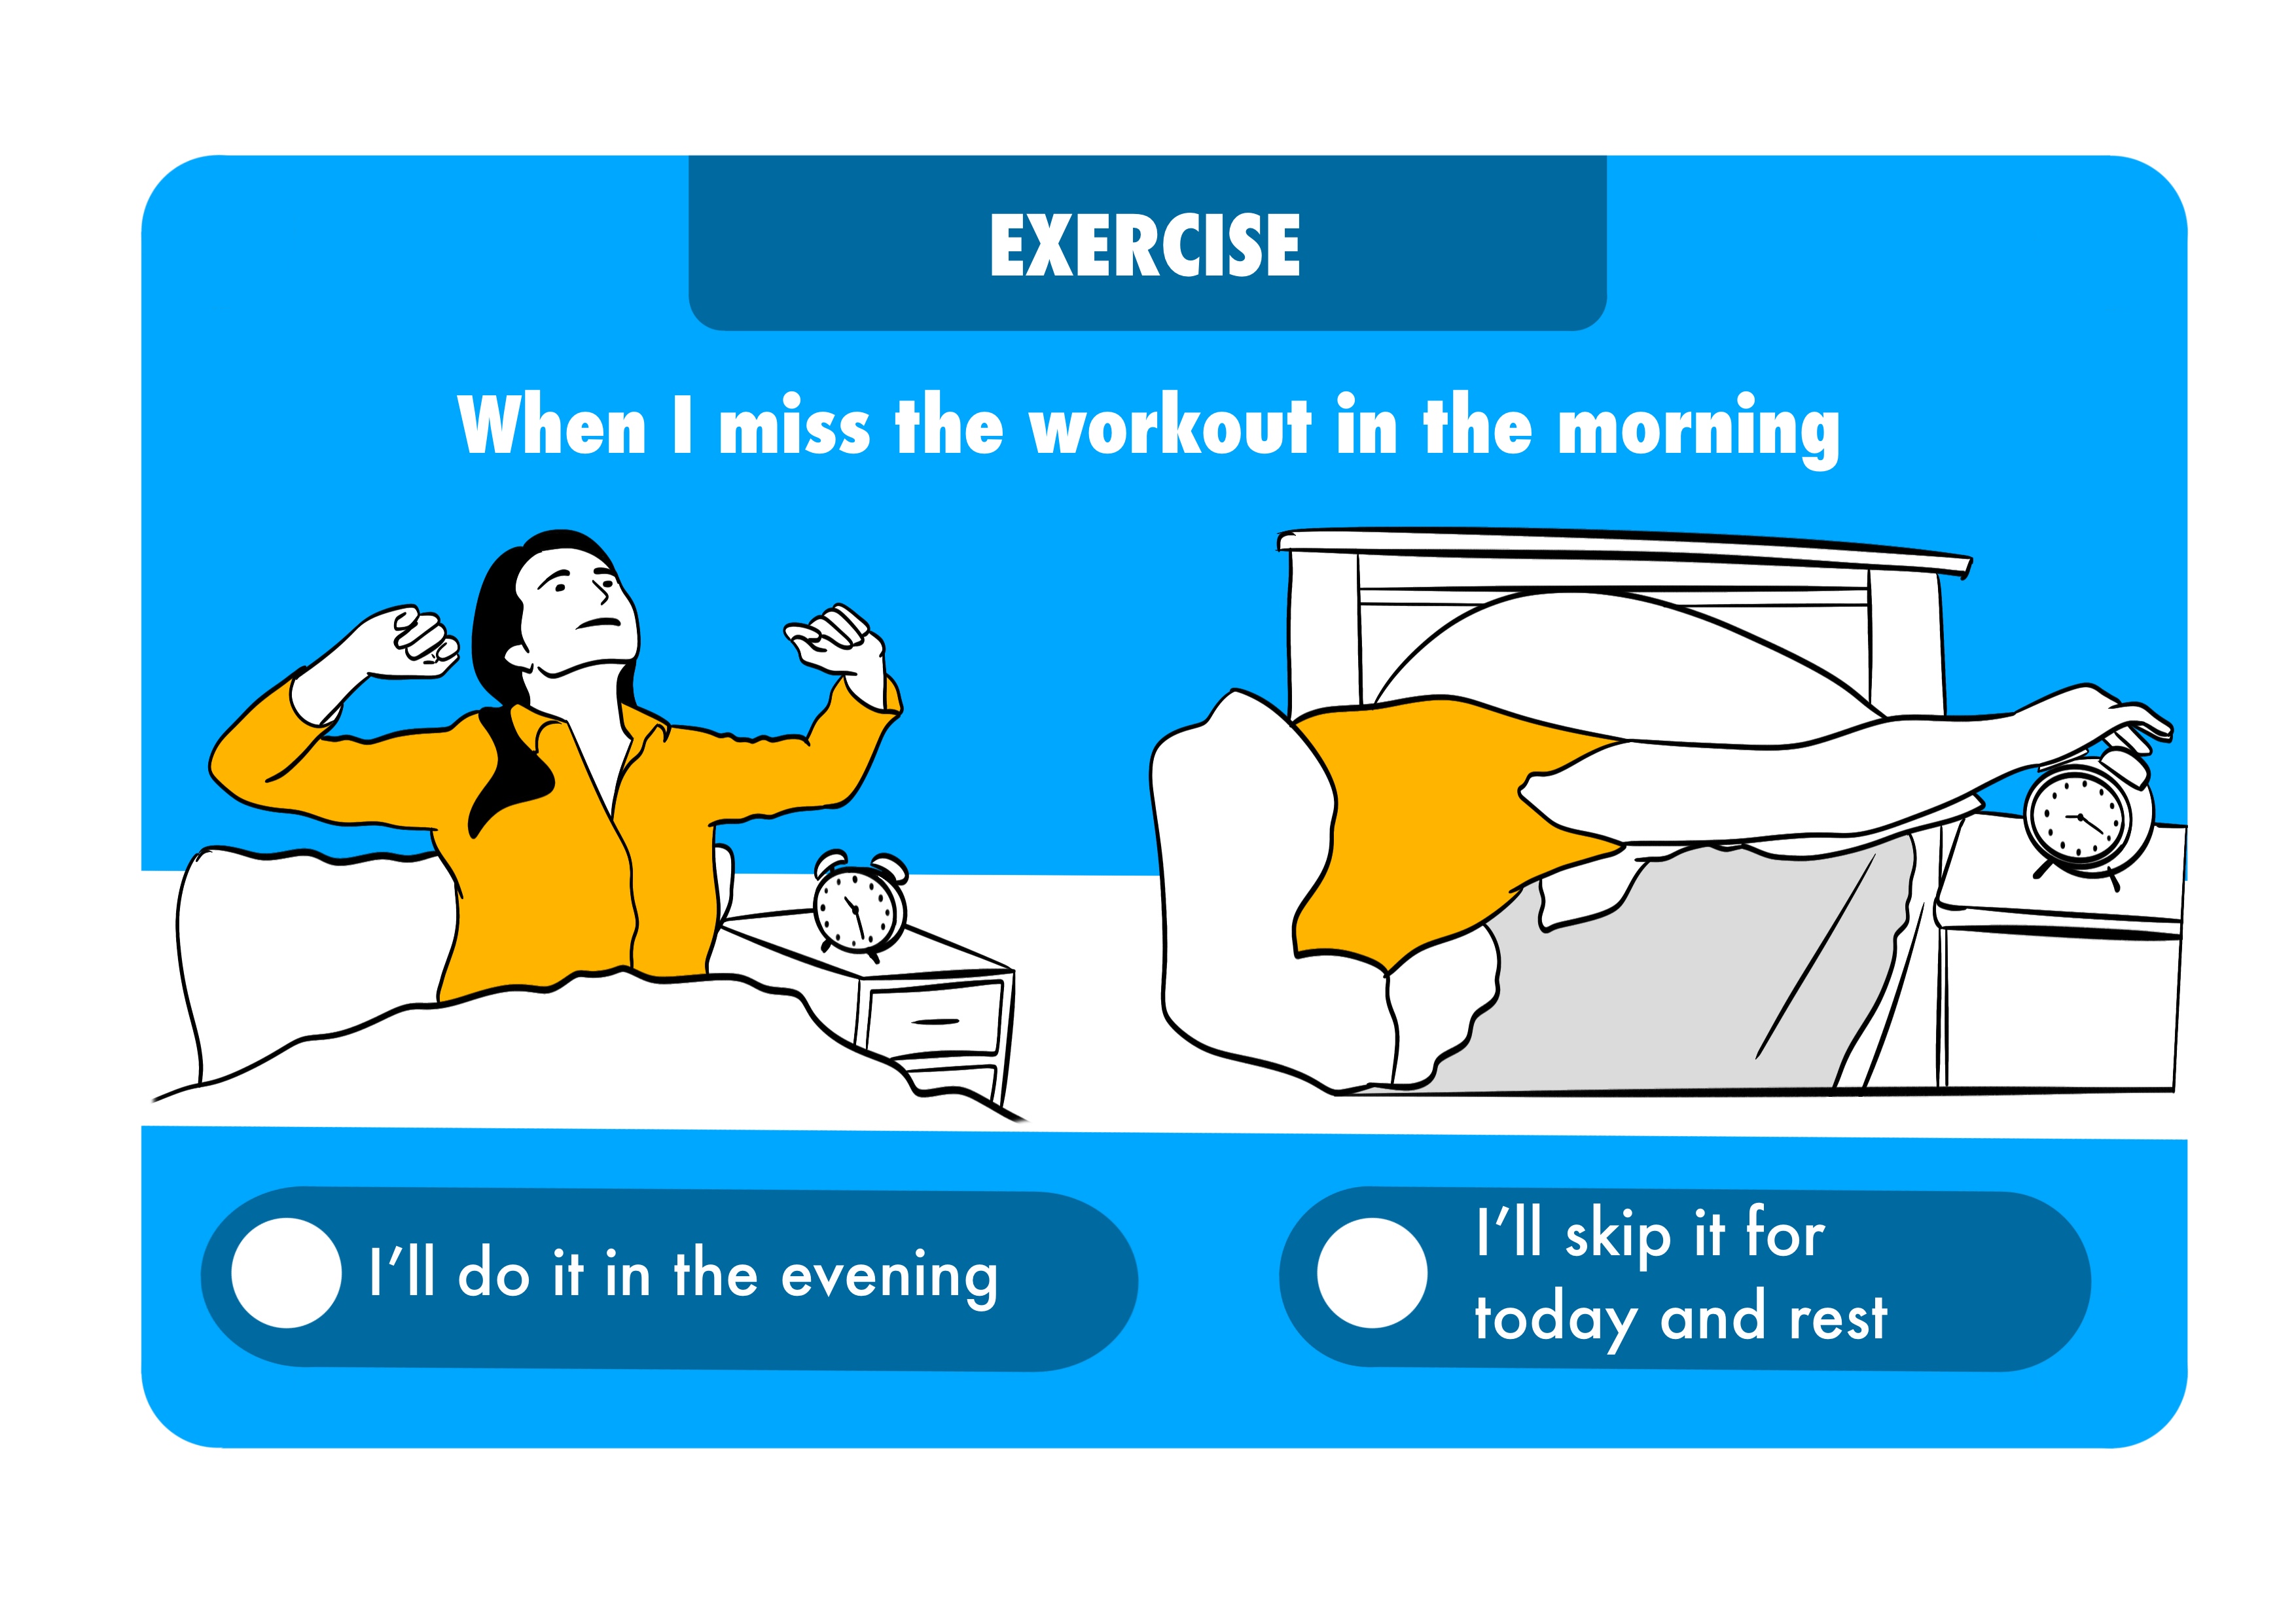 EXERCISE
When I miss the workout in the morning
I’ll do it in the evening
I’ll skip it for
today and rest